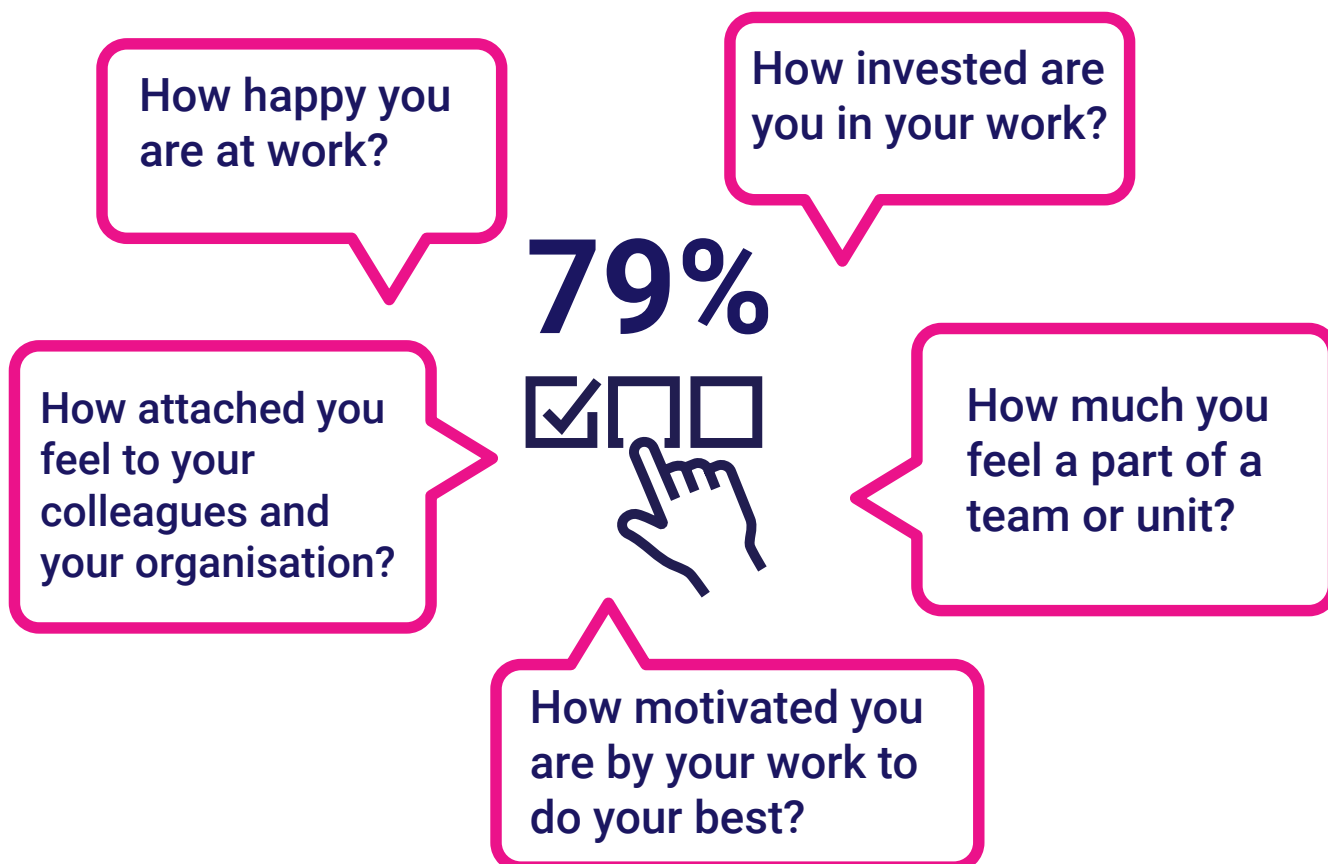 How happy you
are at work?
How invested are
you in your work?
79%
How attached you
feel to your
colleagues and
your organisation?
How much you
feel a part of a
team or unit?
How motivated you
are by your work to
do your best?